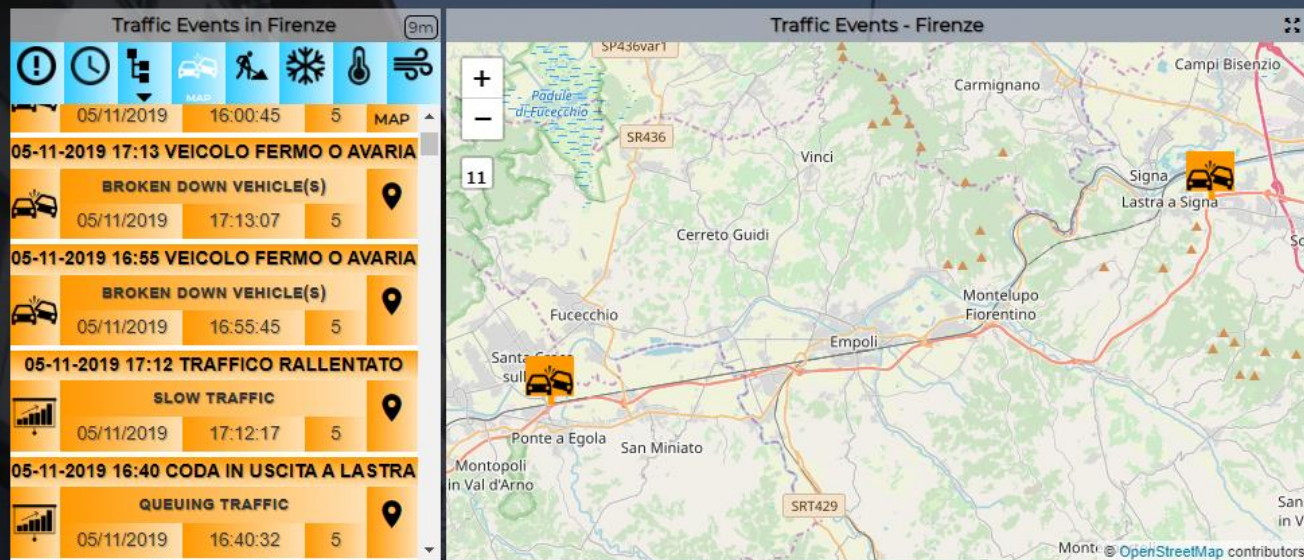 Traffic Events in Firenze
9m
MAP
05/11/2019 16:00:45 5 MAP
05-11-2019 17:13 VEICOLO FERMO O AVARIA
BROKEN DOWN VEHICLE(S)
05/11/2019 17:13:07 5
05-11-2019 16:55 VEICOLO FERMO O AVARIA
BROKEN DOWN VEHICLE(S)
05/11/2019 16:55:45 5
05-11-2019 17:12 TRAFFICO RALLENTATO
SLOW TRAFFIC
05/11/2019 17:12:17 5
05-11-2019 16:40 CODA IN USCITA A LASTRA
QUEUING TRAFFIC
05/11/2019 16:40:32 5
Traffic Events - Firenze
+
−
11
SP436var1
Padule
di Fucecchio
SR436
Carmignano
Campi Bisenzio
Vinci
Signa
Lastra a Signa
Cerreto Guidi
Montelupo
Fiorentino
Fucecchio
Empoli
Santa
Ponte a Egola
San Miniato
Montopoli
in Val d'Arno
SRT429
San
© OpenStreetMap contributors